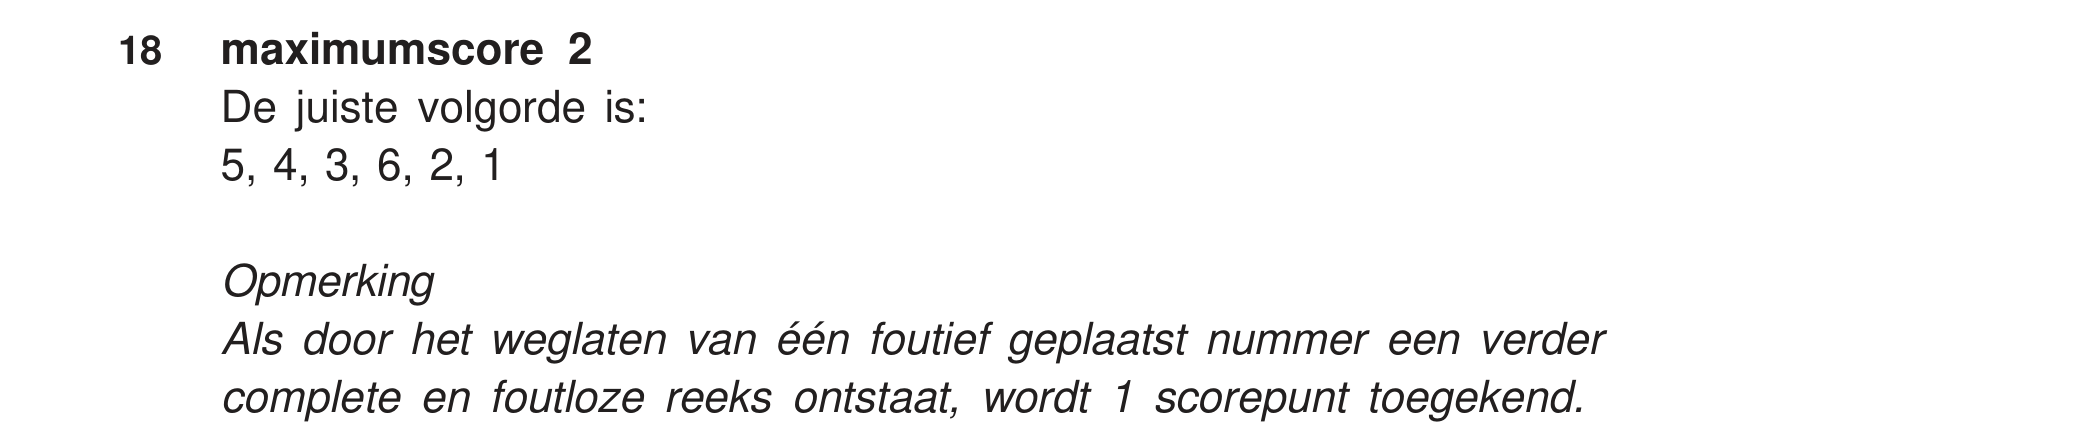 18 maximumscore 2
De juiste volgorde is:
5, 4, 3, 6, 2, 1
Opmerking
Als door het weglaten van één foutief geplaatst nummer een verder
complete en foutloze reeks ontstaat, wordt 1 scorepunt toegekend.